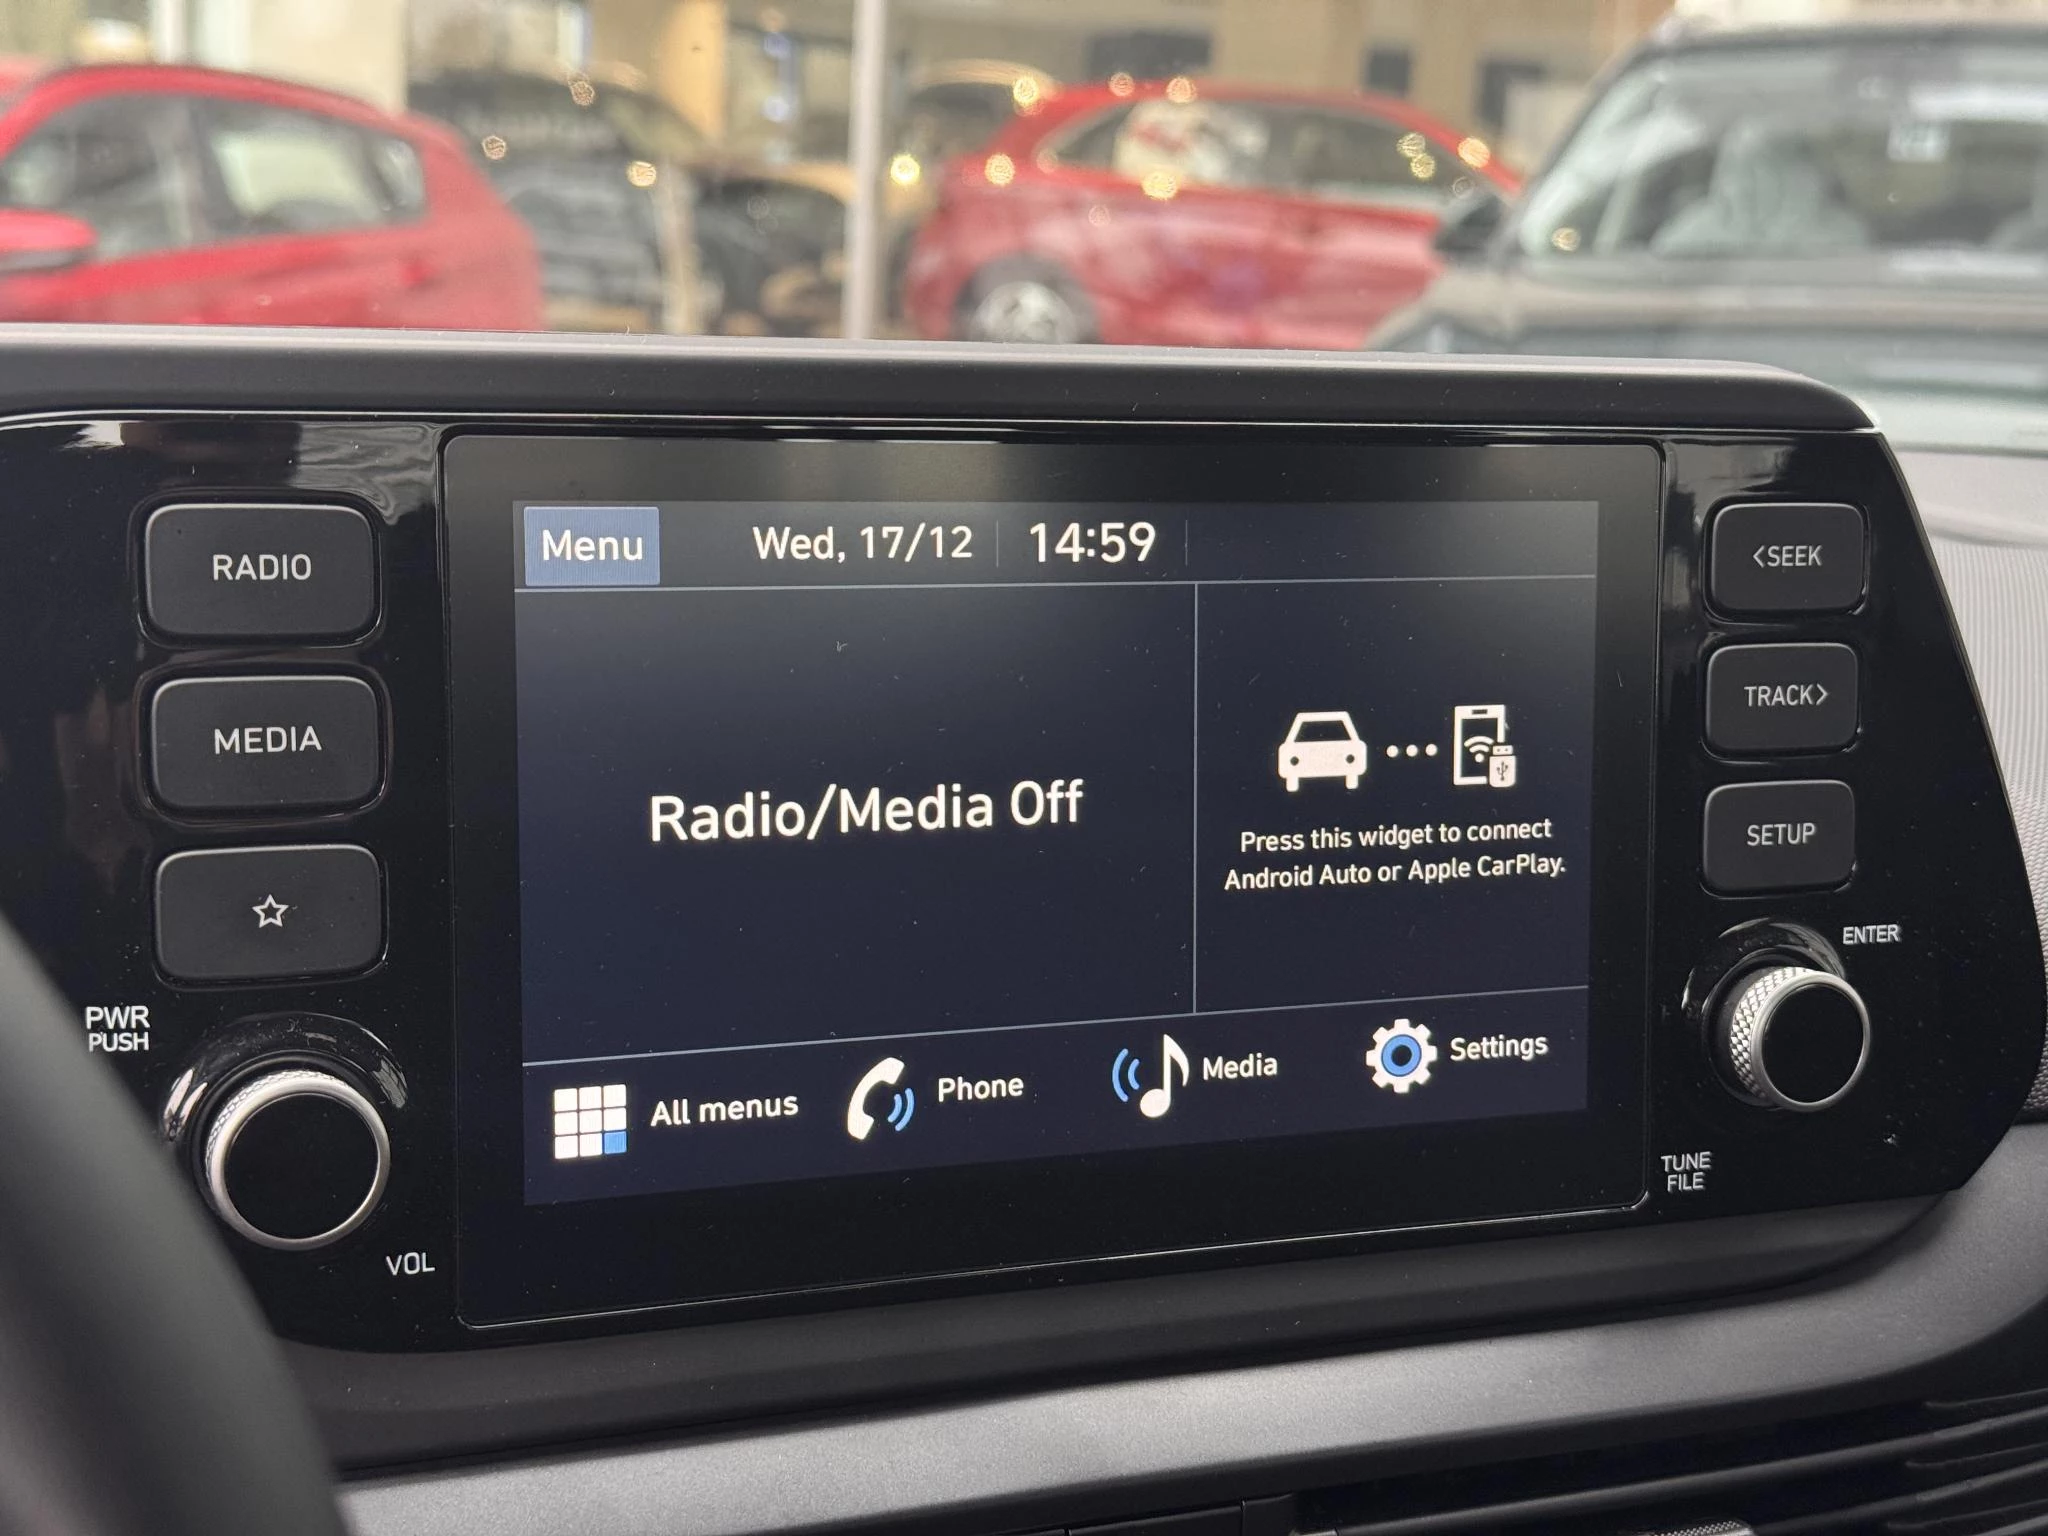 RADIO
MEDIA
PWR
PUSH
VOL
Menu
Wed, 17/12
14:59
Radio/Media Off
Press this widget to connect
Android Auto or Apple CarPlay.
All menus
Phone
Media
Settings
<SEEK
TRACK>
SETUP
ENTER
TUNE
FILE